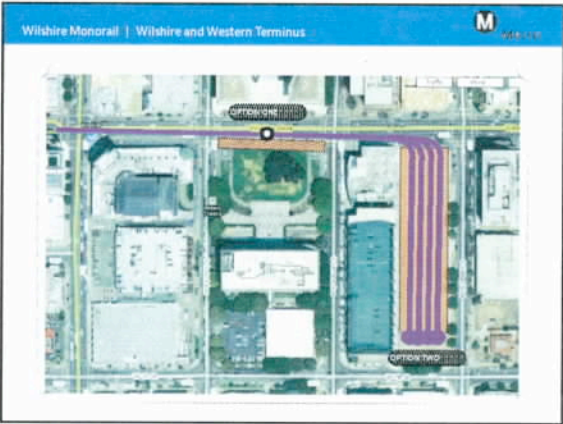 Wilshire Monorail | Wilshire and Western Terminus
M
OPTION ONE
OPTION TWO